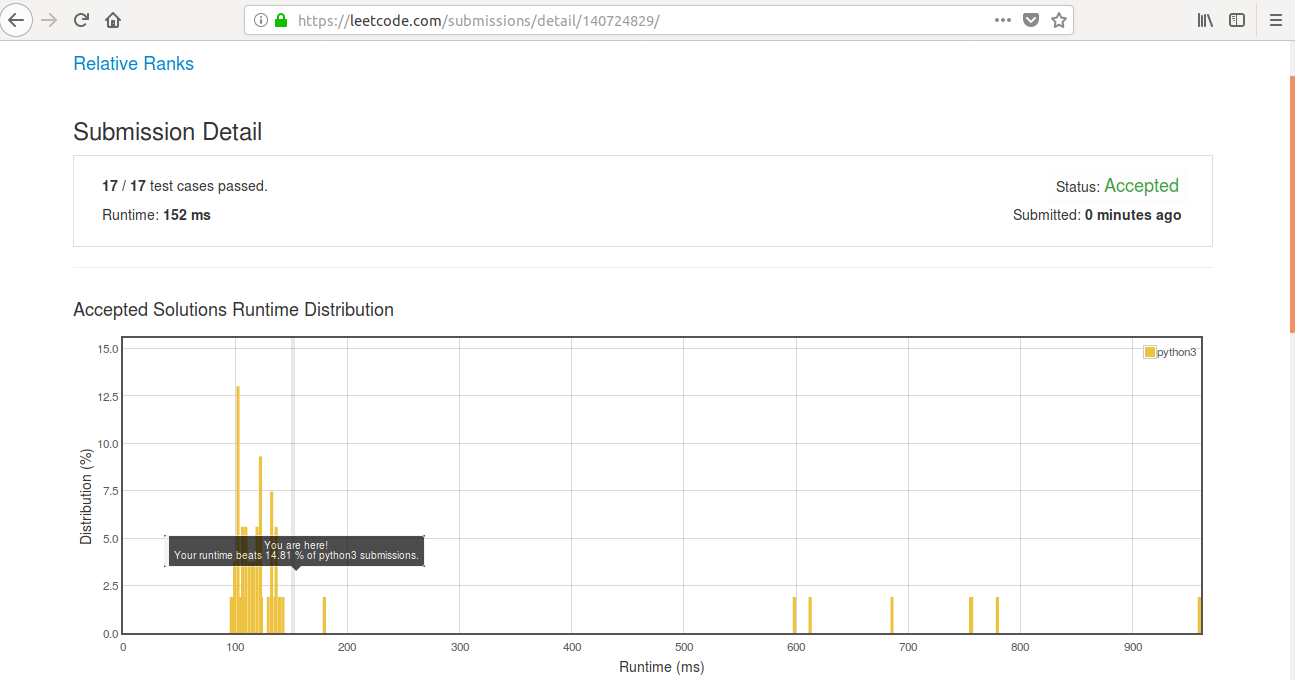 https://leetcode.com/submissions/detail/140724829/
Relative Ranks
Submission Detail
17 / 17 test cases passed.
Status: Accepted
Runtime: 152 ms
Submitted: 0 minutes ago
Accepted Solutions Runtime Distribution
python3
Distribution (%)
15.0
12.5
10.0
7.5
5.0
2.5
0.0
You are here!
Your runtime beats 14.81 % of python3 submissions.
0 100 200 300 400 500 600 700 800 900
Runtime (ms)